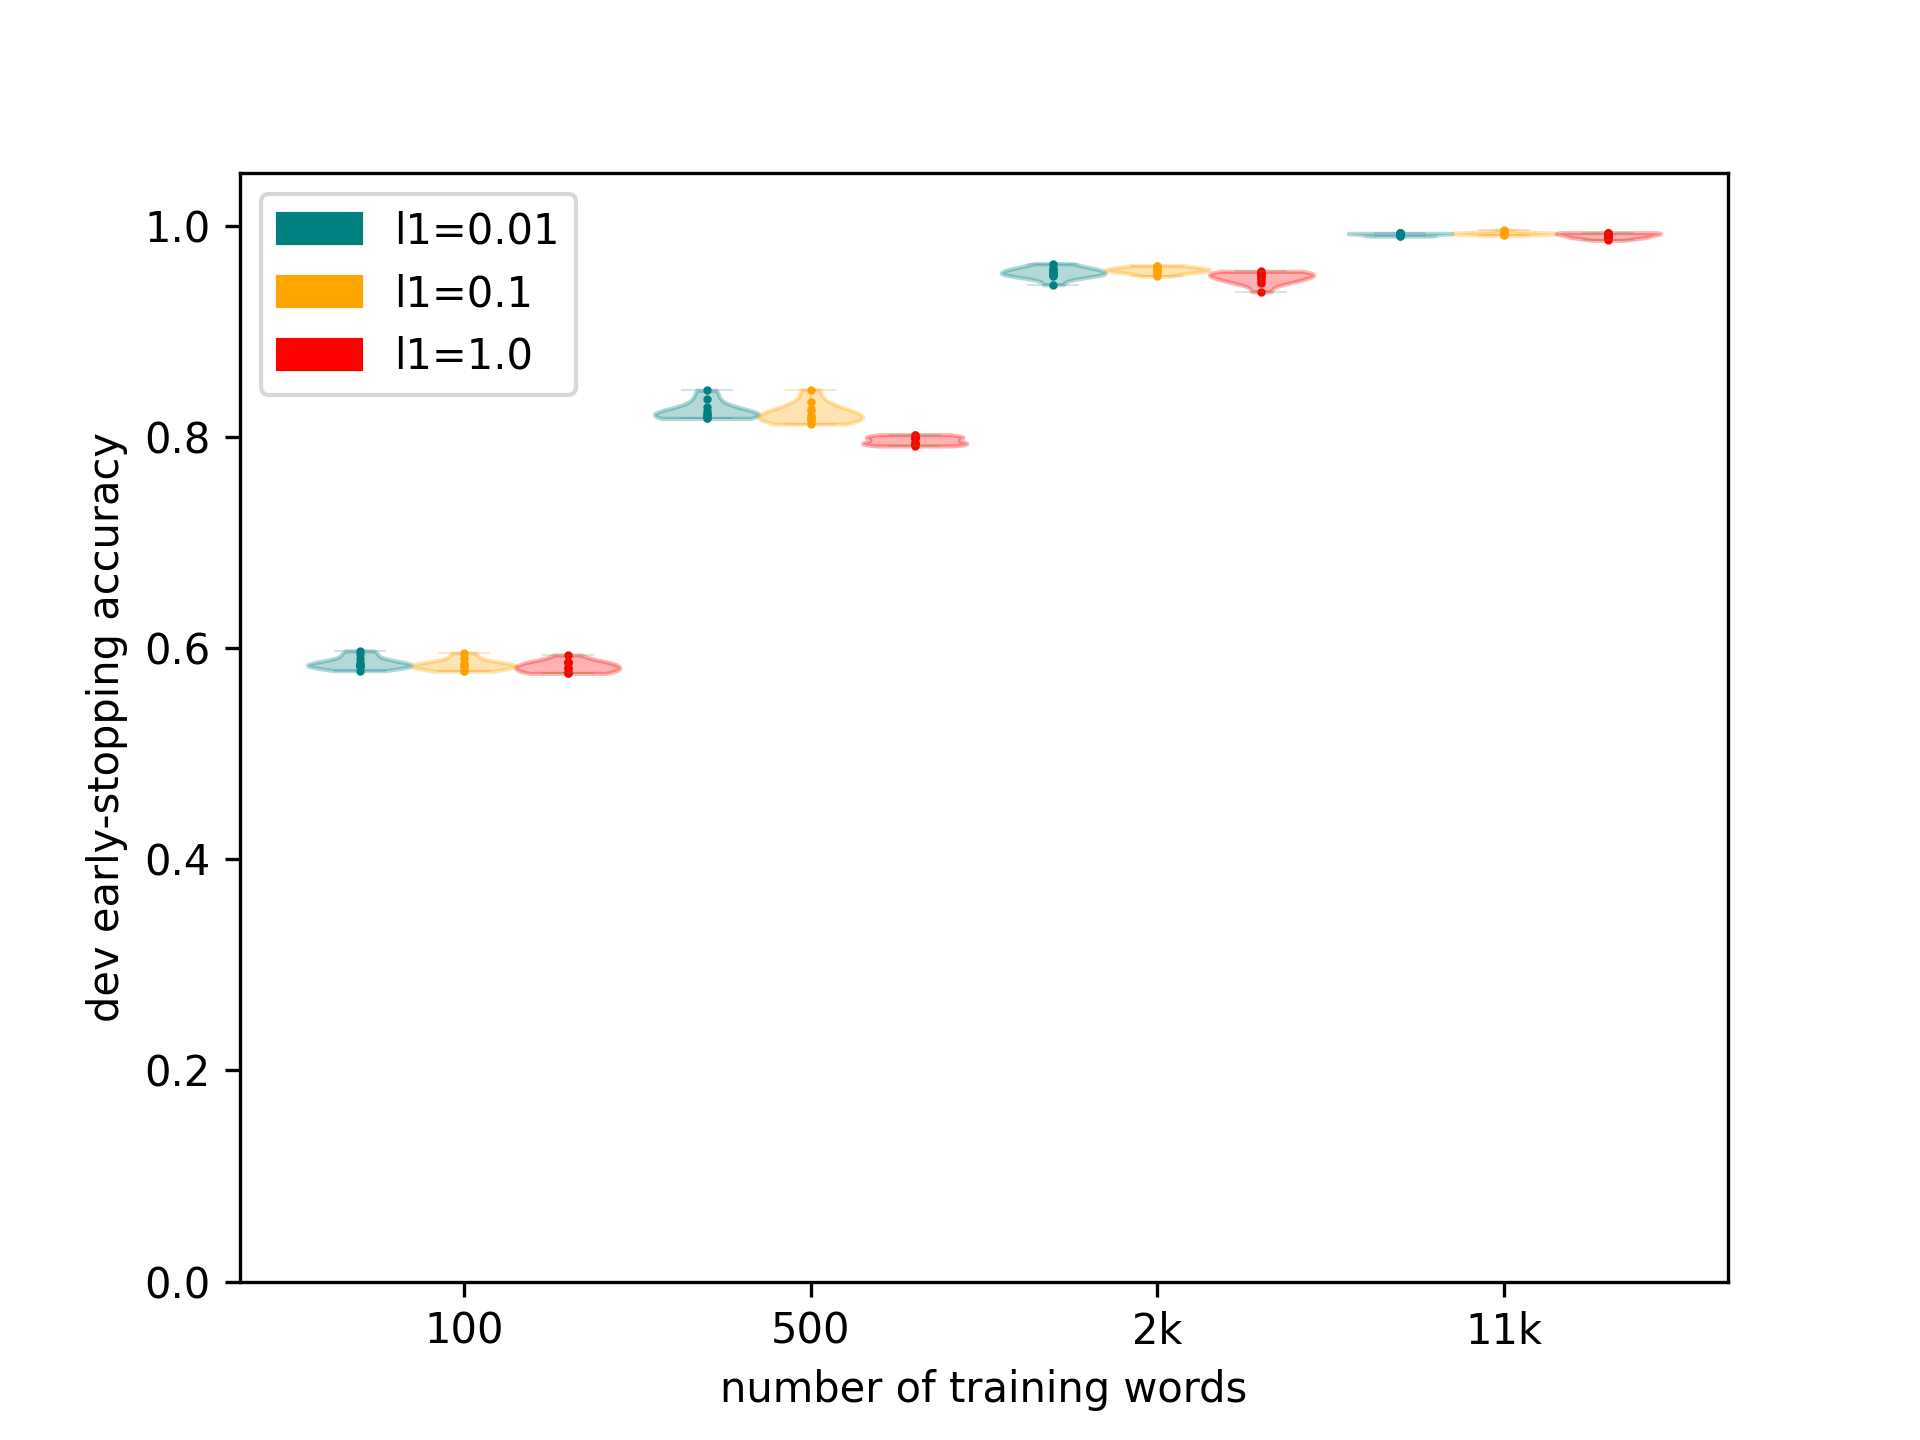 l1=0.01
l1=0.1
l1=1.0
1.0
0.8
0.6
0.4
0.2
0.0
dev early-stopping accuracy
100 500 2k 11k
number of training words